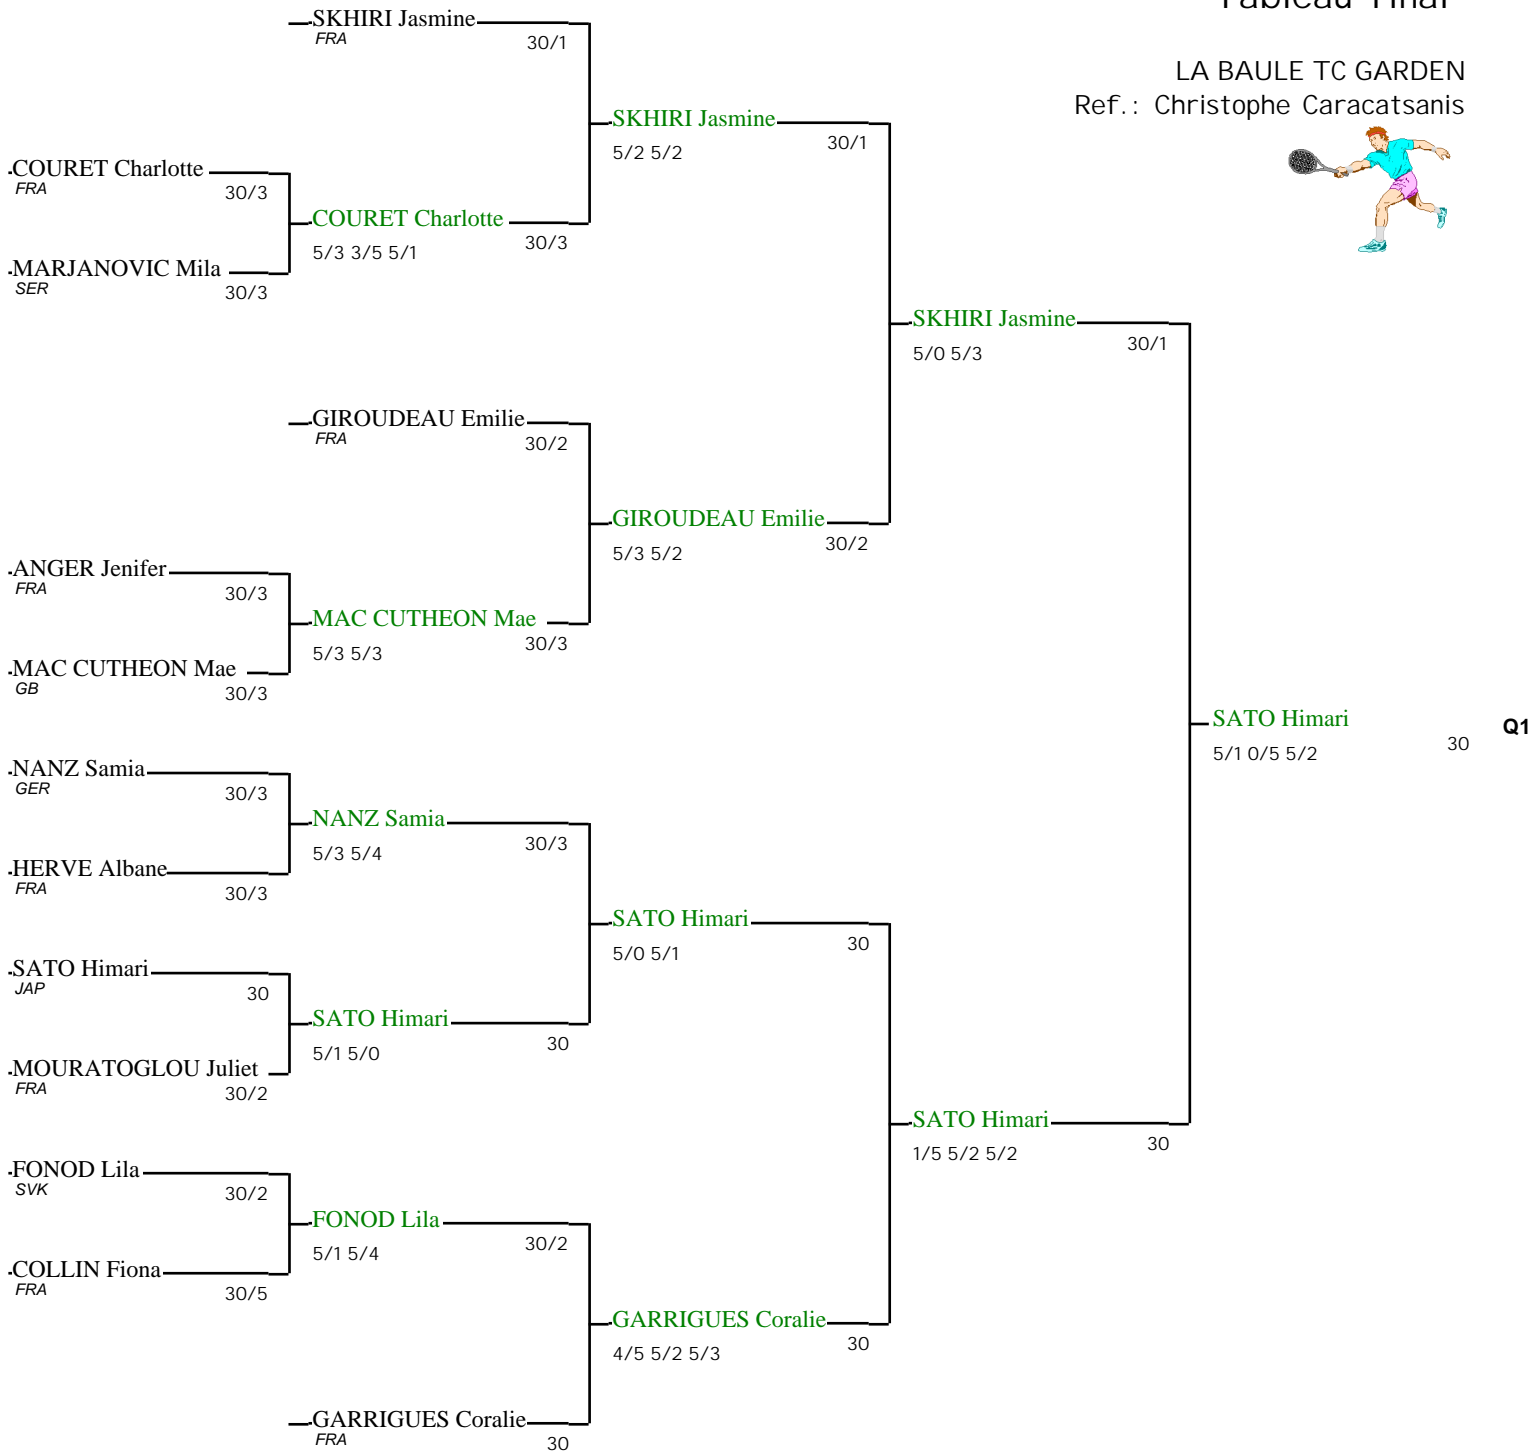 Tableau Final
LA BAULE TC GARDEN
Ref.: Christophe Caracatsanis
SKHIRI Jasmine
FRA
30/1
COURET Charlotte
FRA
30/3
MARJANOVIC Mila
SER
30/3
COURET Charlotte
30/3
5/3 3/5 5/1
SKHIRI Jasmine
30/1
5/2 5/2
GIROUDEAU Emilie
FRA
30/2
ANGER Jenifer
FRA
30/3
MAC CUTHEON Mae
GB
30/3
MAC CUTHEON Mae
30/3
5/3 5/3
GIROUDEAU Emilie
30/2
5/3 5/2
SKHIRI Jasmine
30/1
5/0 5/3
NANZ Samia
GER
30/3
HERVE Albane
FRA
30/3
NANZ Samia
30/3
5/3 5/4
SATO Himari
JAP
30
MOURATOGLOU Juliet
FRA
30/2
SATO Himari
30
5/1 5/0
SATO Himari
30
5/0 5/1
FONOD Lila
SVK
30/2
COLLIN Fiona
FRA
30/5
FONOD Lila
30/2
5/1 5/4
GARRIGUES Coralie
FRA
30
GARRIGUES Coralie
30
4/5 5/2 5/3
SATO Himari
30
1/5 5/2 5/2
SATO Himari
30
Q1
5/1 0/5 5/2